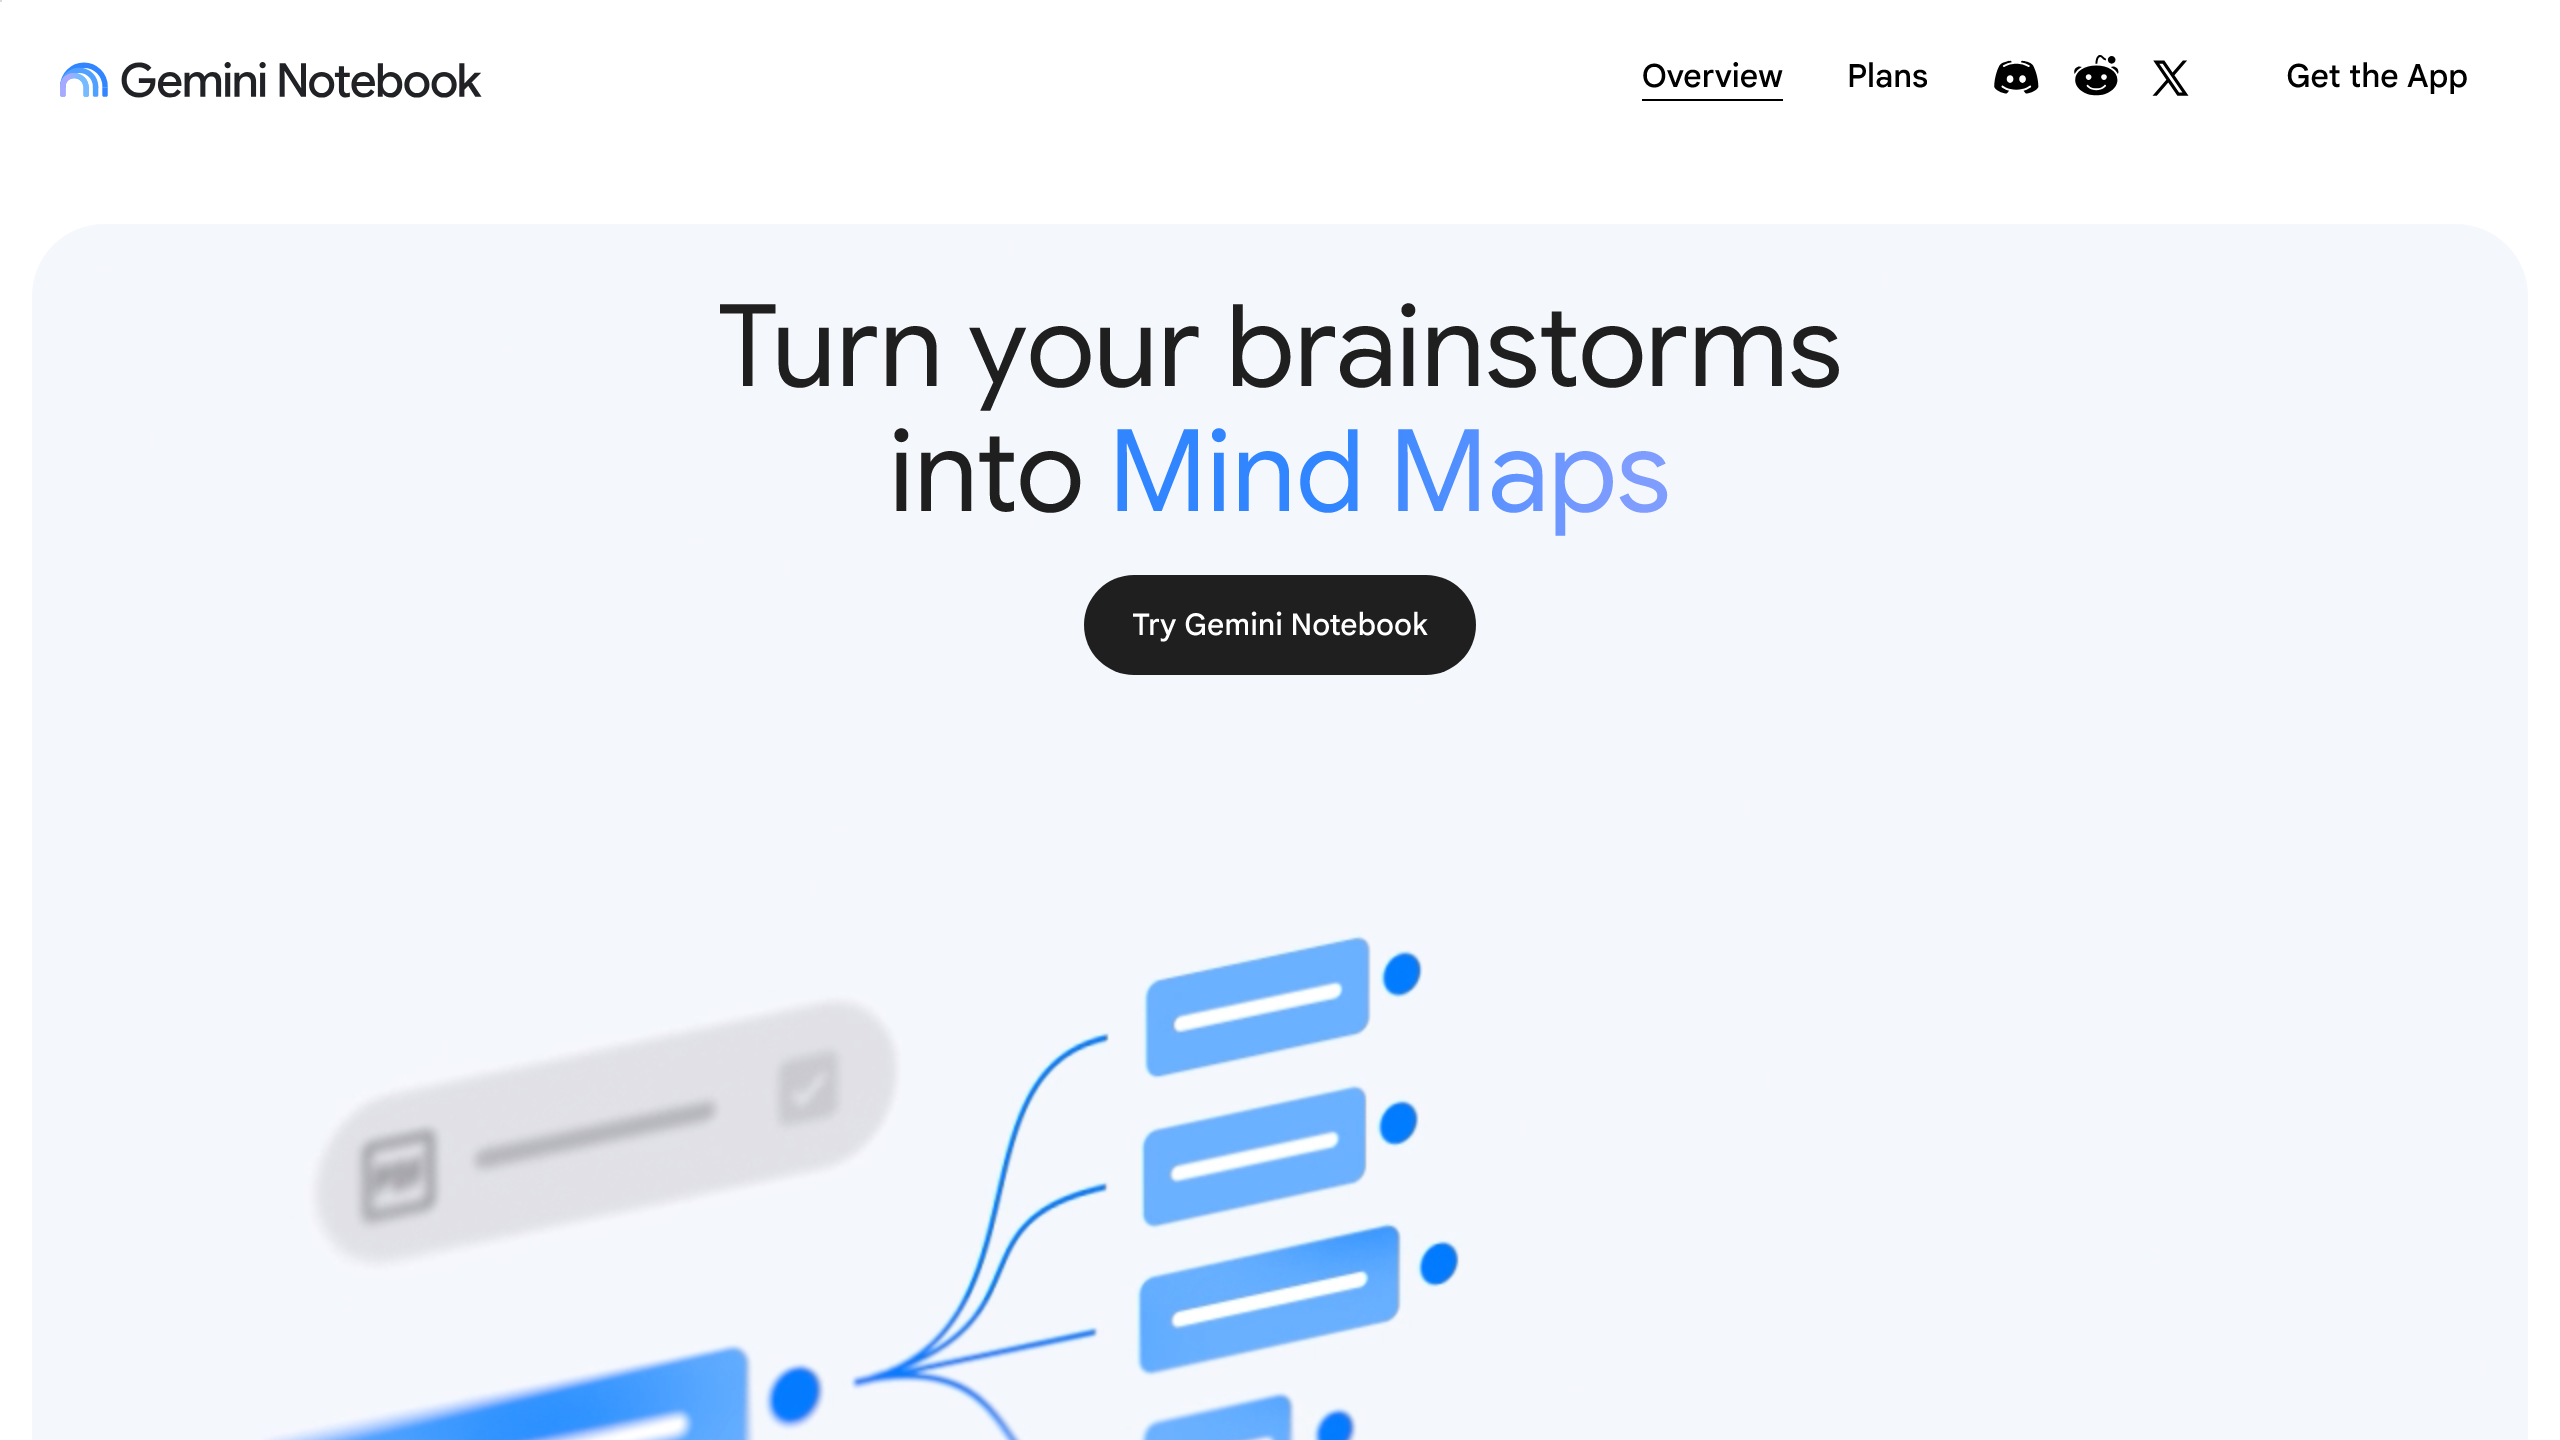 Gemini Notebook
Overview
Plans
Get the App
Turn your brainstorms
into Mind Maps
Try Gemini Notebook